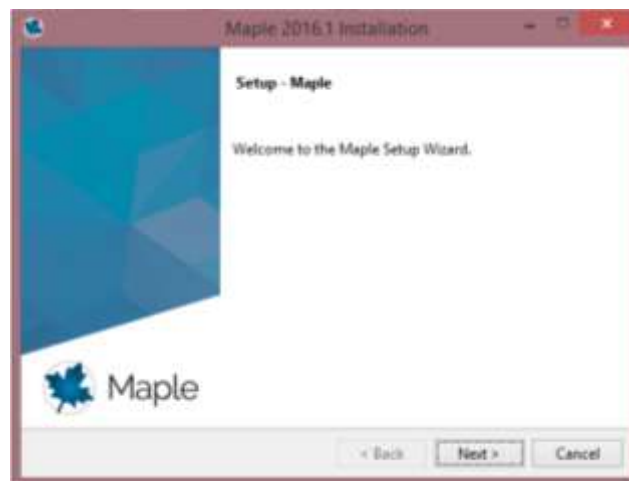 Maple 2016.1 Installation
Setup - Maple
Welcome to the Maple Setup Wizard.
Maple
< Back Next > Cancel